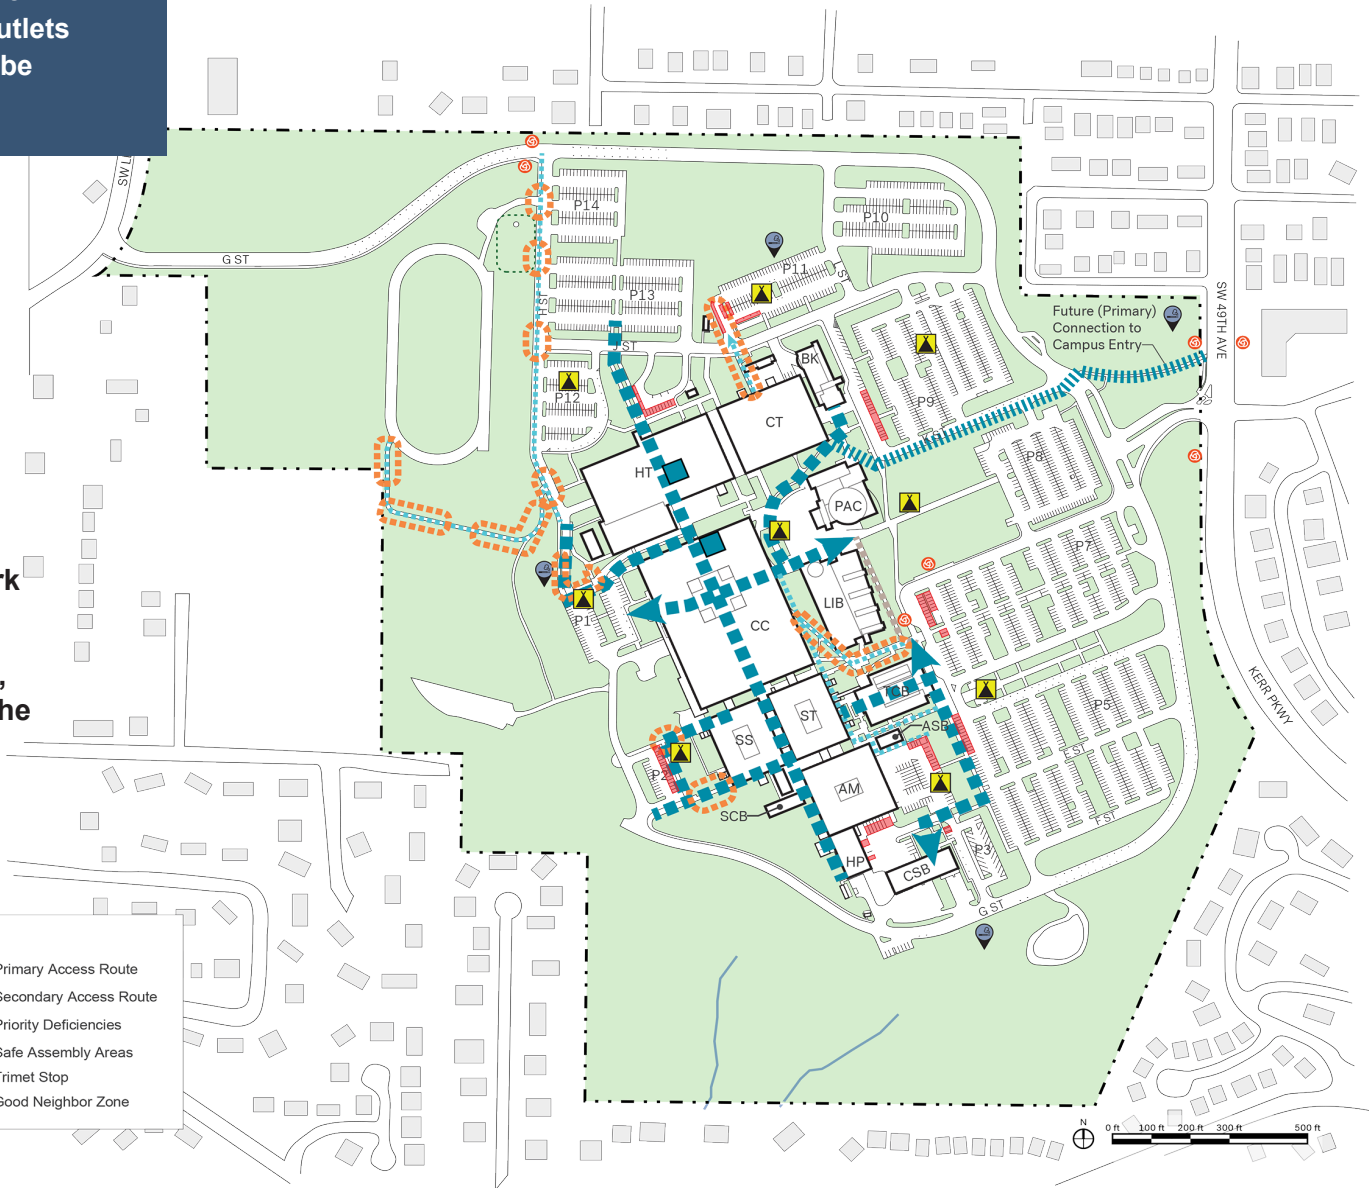 utlets
be
rk
,
he
SW L
G ST
H ST
J ST
P14
P13
P12
P10
P11
P9
P8
P7
P5
P3
P2
P1
BK
CT
HT
PAC
LIB
CC
TCB
ST
ASB
SS
AM
SCB
HP
CSB
Future (Primary)
Connection to
Campus Entry
SW 49TH AVE
KERR PKWY
E ST
F ST
G ST
Primary Access Route
Secondary Access Route
Priority Deficiencies
Safe Assembly Areas
Trimet Stop
Good Neighbor Zone
N
0 ft 100 ft 200 ft 300 ft 500 ft